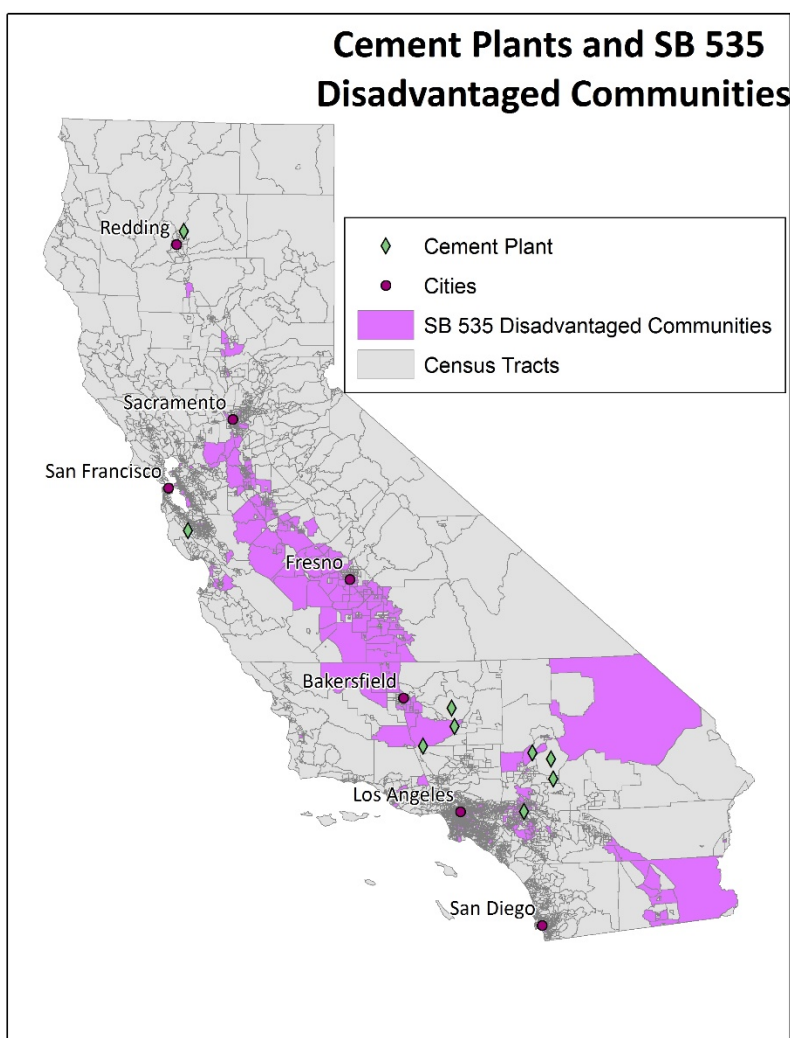 Cement Plants and SB 535
Disadvantaged Communities
Redding
Cement Plant
Cities
SB 535 Disadvantaged Communities
Census Tracts
Sacramento
San Francisco
Fresno
Bakersfield
Los Angeles
San Diego